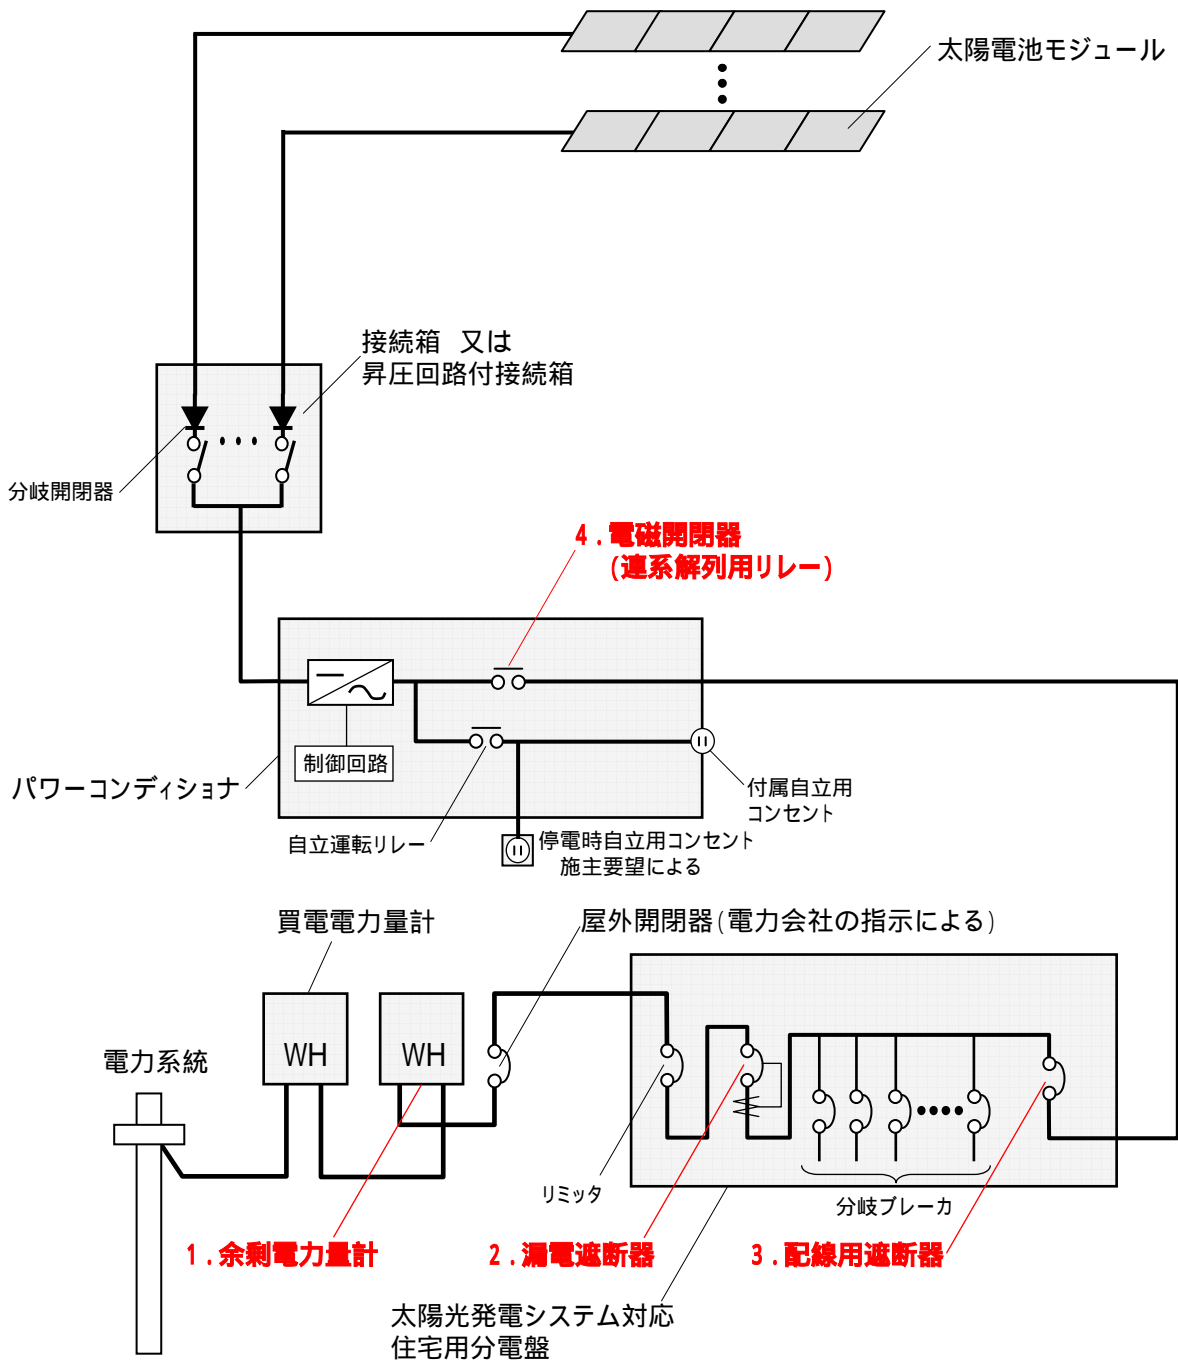 太陽電池モジュール
接続箱 又は
昇圧回路付接続箱
分岐開閉器
4.電磁開閉器
(連系解列用リレー)
制御回路
パワーコンディショナ
付属自立用
コンセント
自立運転リレー
停電時自立用コンセント
施主要望による
買電電力量計
屋外開閉器(電力会社の指示による)
WH
WH
電力系統
リミッタ
分岐ブレーカ
1.余剰電力量計
2.漏電遮断器
3.配線用遮断器
太陽光発電システム対応
住宅用分電盤